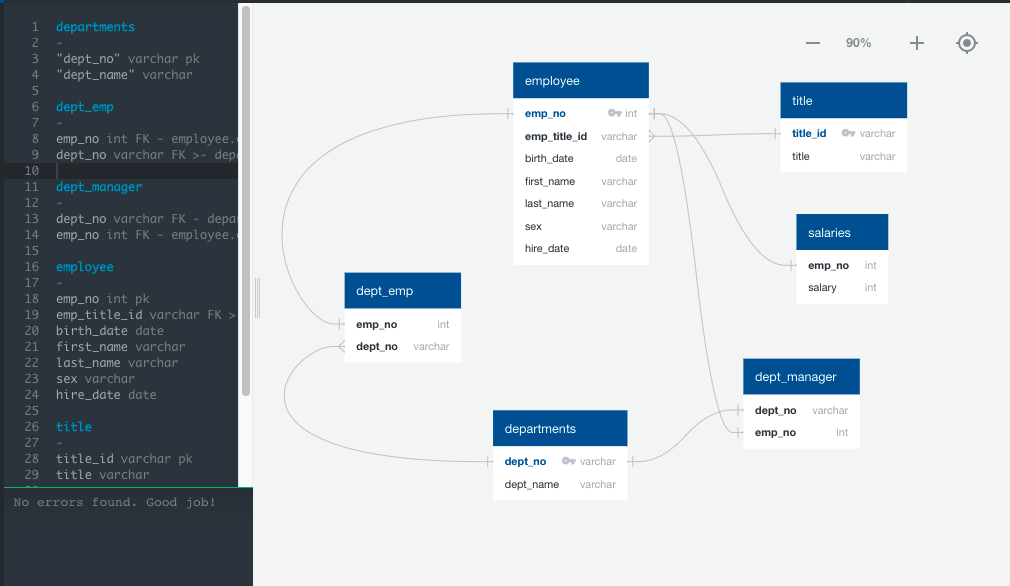 1 departments
2 -
3 "dept_no" varchar pk
4 "dept_name" varchar
5
6 dept_emp
7 -
8 emp_no int FK - employee.
9 dept_no varchar FK >- depa
10
11 dept_manager
12 -
13 dept_no varchar FK - depar
14 emp_no int FK - employee.
15
16 employee
17 -
18 emp_no int pk
19 emp_title_id varchar FK >-
20 birth_date date
21 first_name varchar
22 last_name varchar
23 sex varchar
24 hire_date date
25
26 title
27 -
28 title_id varchar pk
29 title varchar
No errors found. Good job!
90%
employee
emp_no int
emp_title_id varchar
birth_date date
first_name varchar
last_name varchar
sex varchar
hire_date date
title
title_id varchar
title varchar
salaries
emp_no int
salary int
dept_emp
emp_no int
dept_no varchar
dept_manager
dept_no varchar
emp_no int
departments
dept_no varchar
dept_name varchar